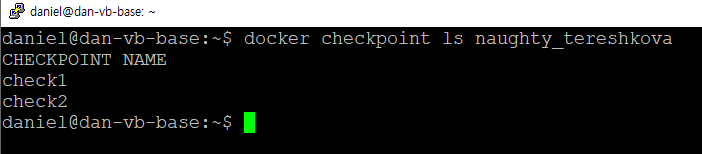 daniel@dan-vb-base: ~
daniel@dan-vb-base:~$ docker checkpoint ls naughty_tereshkova
CHECKPOINT NAME
check1
check2
daniel@dan-vb-base:~$